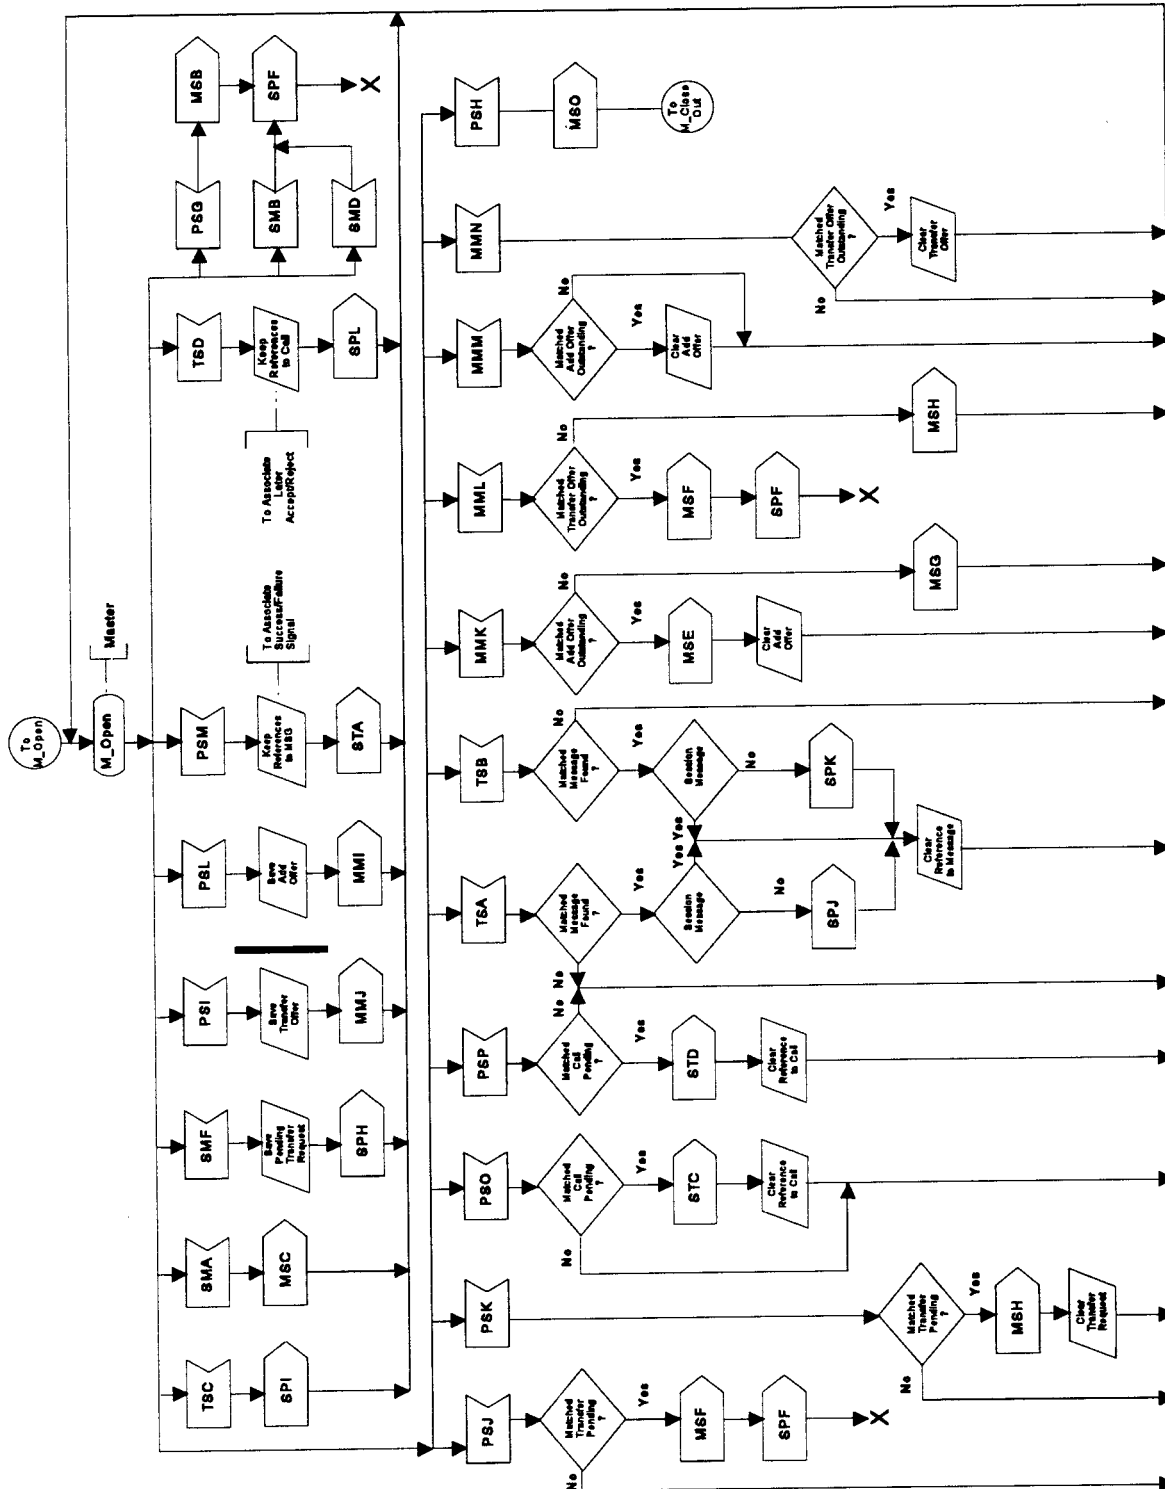 To
M_Open
M_Open
Master
TSC
SMA
SMF
PSI
PSL
PSM
TSD
PSG
MSB
SPI
MSC
Save
Pending
Transfer
Request
Save
Transfer
Offer
Save
Add
Offer
Keep
References
to MSG
To Associate
Success/Failure
Signal
To Associate
Later
Accept/Reject
Keep
References
to Call
SMB
SPF
SPH
MMJ
MMI
STA
SPL
SMD
X
PSJ
PSK
PSO
PSP
TSA
TSB
MMK
MML
MMM
MMN
PSH
MSO
To
M_Close
Out
Matched
Transfer
Pending
?
No
Yes
Matched
Call
Pending
?
No
Yes
Matched
Call
Pending
?
No
Yes
Matched
Message
Found
?
No
Yes
Matched
Message
Found
?
No
Yes
Matched
Add Offer
Outstanding
?
No
Yes
Matched
Transfer Offer
Outstanding
?
No
Yes
Matched
Add Offer
Outstanding
?
No
Yes
MSF
STC
STD
Session
Message
Yes
No
Session
Message
Yes
No
MSE
MSF
Clear
Add
Offer
SPF
X
Clear
Reference
to Call
Clear
Reference
to Call
SPJ
SPK
Clear
Add
Offer
SPF
X
Matched
Transfer Offer
Outstanding
?
No
Yes
Matched
Transfer
Pending
?
No
Yes
Clear
Reference
to Message
MSG
MSH
Clear
Transfer
Offer
MSH
Clear
Transfer
Request